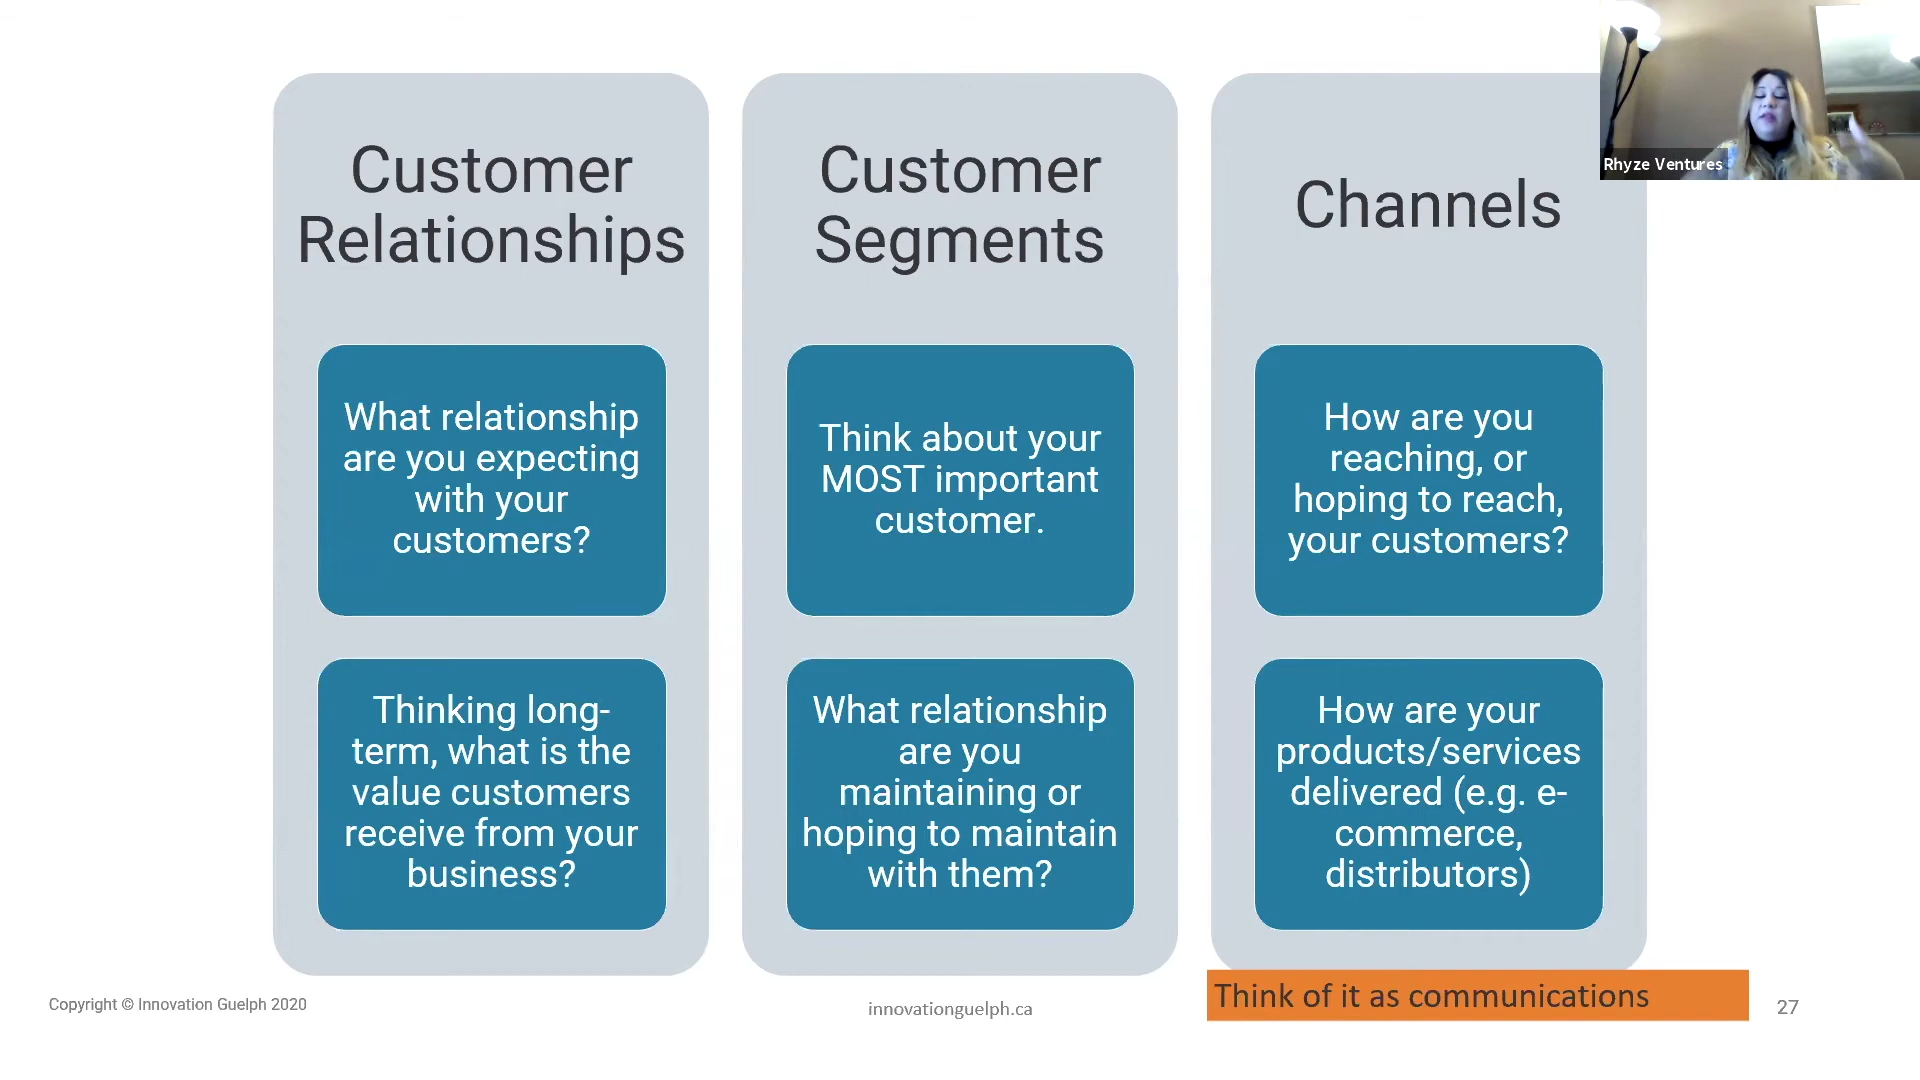 Customer
Relationships
What relationship
are you expecting
with your
customers?
Thinking long-
term, what is the
value customers
receive from your
business?
Customer
Segments
Think about your
MOST important
customer.
What relationship
are you
maintaining or
hoping to maintain
with them?
Channels
How are you
reaching, or
hoping to reach,
your customers?
How are your
products/services
delivered (e.g. e-
commerce,
distributors)
Rhyze Ventures
Think of it as communications
Copyright © Innovation Guelph 2020
innovationguelph.ca
27